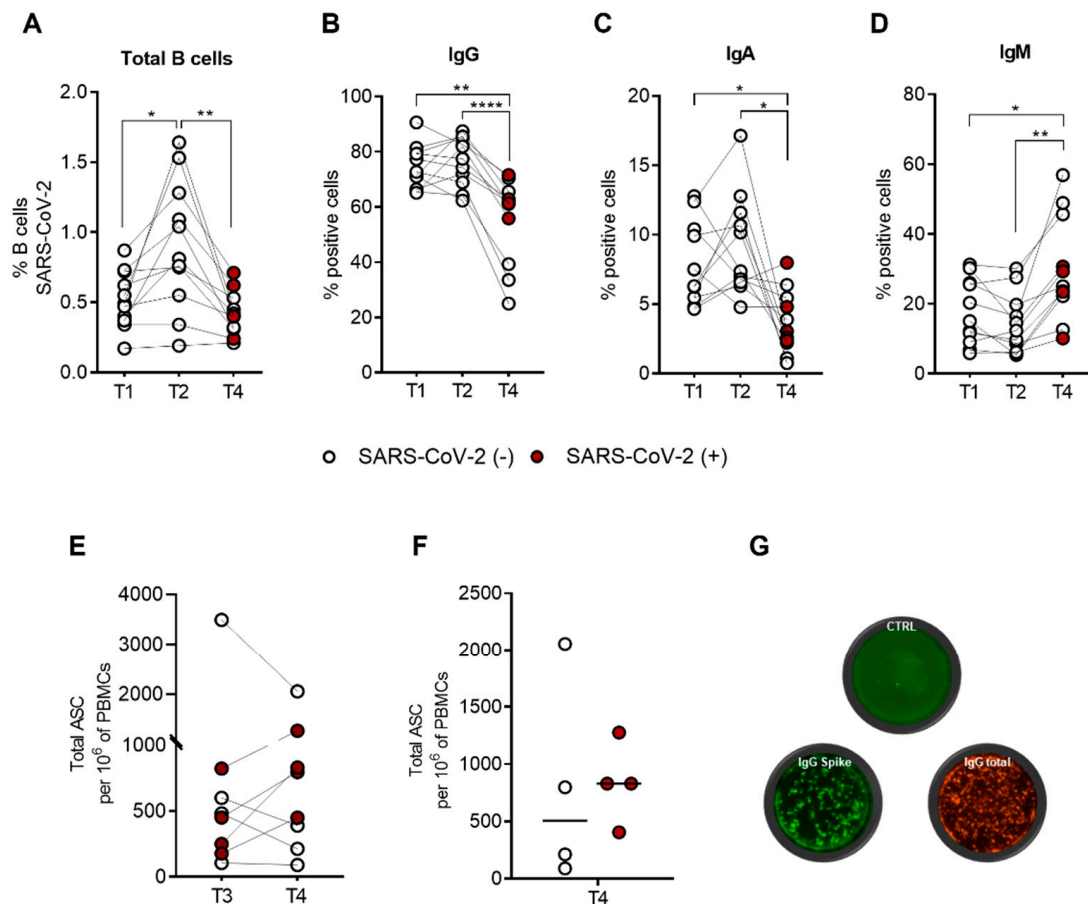 A
Total B cells
% B cells
SARS-CoV-2
2.0
1.5
1.0
0.5
0.0
*
**
T1 T2 T4
B
IgG
% positive cells
100
80
60
40
20
0
**
****
T1 T2 T4
C
IgA
% positive cells
20
15
10
5
0
*
*
T1 T2 T4
D
IgM
% positive cells
80
60
40
20
0
*
**
T1 T2 T4
SARS-CoV-2 (-) SARS-CoV-2 (+)
E
Total ASC
per 10⁶ of PBMCs
4000
3000
2000
1000
500
0
T3 T4
F
Total ASC
per 10⁶ of PBMCs
2500
2000
1500
1000
500
0
T4
G
CTRL
IgG Spike
IgG total